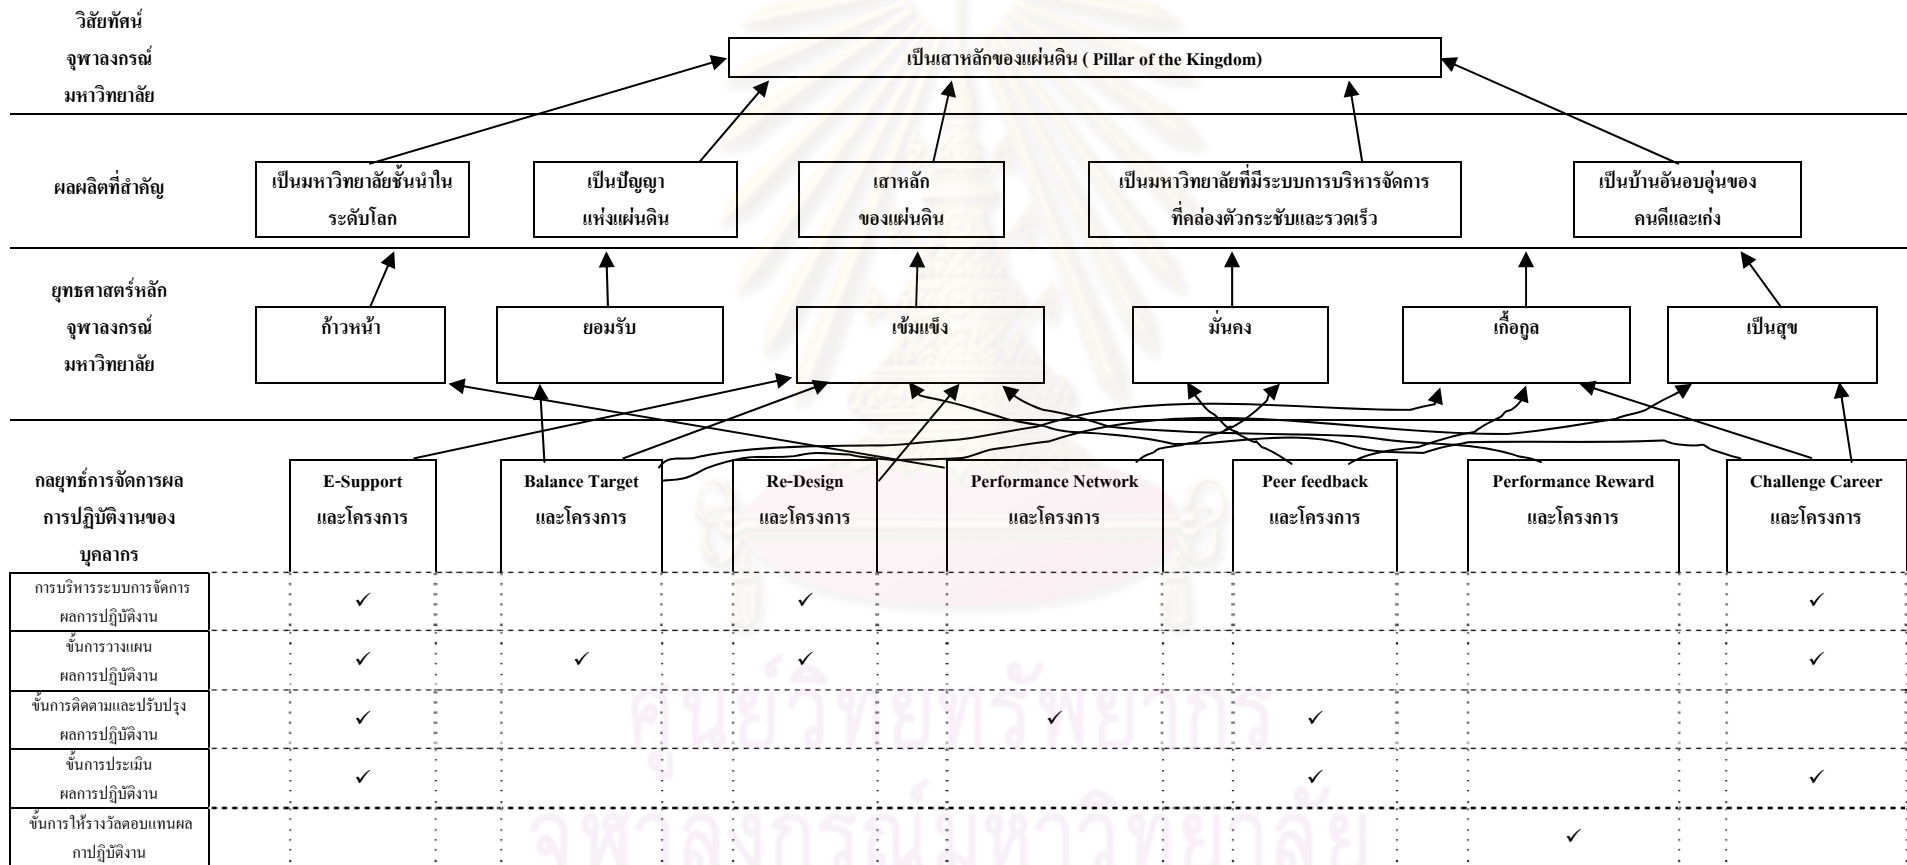 วิสัยทัศน์
จุฬาลงกรณ์
มหาวิทยาลัย
เป็นเสาหลักของแผ่นดิน ( Pillar of the Kingdom)
ผลผลิตที่สำคัญ
เป็นมหาวิทยาลัยชั้นนำใน
ระดับโลก
เป็นปัญญา
แห่งแผ่นดิน
เสาหลัก
ของแผ่นดิน
เป็นมหาวิทยาลัยที่มีระบบการบริหารจัดการ
ที่คล่องตัวกระชับและรวดเร็ว
เป็นบ้านอันอบอุ่นของ
คนดีและเก่ง
ยุทธศาสตร์หลัก
จุฬาลงกรณ์
มหาวิทยาลัย
ก้าวหน้า
ยอมรับ
เข้มแข็ง
มั่นคง
เกื้อกูล
เป็นสุข
กลยุทธ์การจัดการผล
การปฏิบัติงานของ
บุคลากร
E-Support
และโครงการ
Balance Target
และโครงการ
Re-Design
และโครงการ
Performance Network
และโครงการ
Peer feedback
และโครงการ
Performance Reward
และโครงการ
Challenge Career
และโครงการ
การบริหารระบบการจัดการ
ผลการปฏิบัติงาน
✓ ✓ ✓
ขั้นการวางแผน
ผลการปฏิบัติงาน
✓ ✓ ✓ ✓
ขั้นการติดตามและปรับปรุง
ผลการปฏิบัติงาน
✓ ✓ ✓
ขั้นการประเมิน
ผลการปฏิบัติงาน
✓ ✓ ✓
ขั้นการให้รางวัลตอบแทนผล
กาปฏิบัติงาน
✓
ศูนย์วิทยทรัพยากร
จุฬาลงกรณ์มหาวิทยาลัย